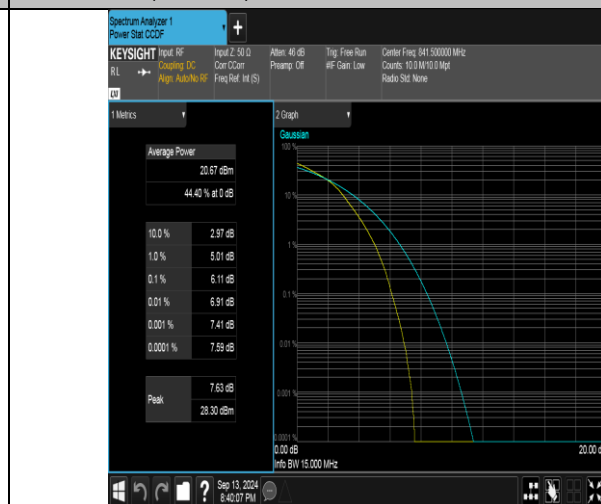 Spectrum Analyzer 1
Power Stat CCDF
+
KEYSIGHT Input: RF Input Z: 50 Ω Atten: 46 dB Trig: Free Run Center Freq: 841.500000 MHz
RL Coupling: DC Corr CCorr Preamp: Off #IF Gain: Low Counts: 10.0 M/10.0 Mpt
Align: Auto/No RF Freq Ref: Int (S) Radio Std: None
LXI
1 Metrics 2 Graph
Gaussian
Average Power
20.67 dBm
44.40 % at 0 dB
10.0 % 2.97 dB
1.0 % 5.01 dB
0.1 % 6.11 dB
0.01 % 6.91 dB
0.001 % 7.41 dB
0.0001 % 7.59 dB
Peak 7.63 dB
28.30 dBm
100 %
10 %
1 %
0.1 %
0.01 %
0.001 %
0.0001 %
0.00 dB 20.00 d
Info BW 15.000 MHz
? Sep 13, 2024
8:40:07 PM